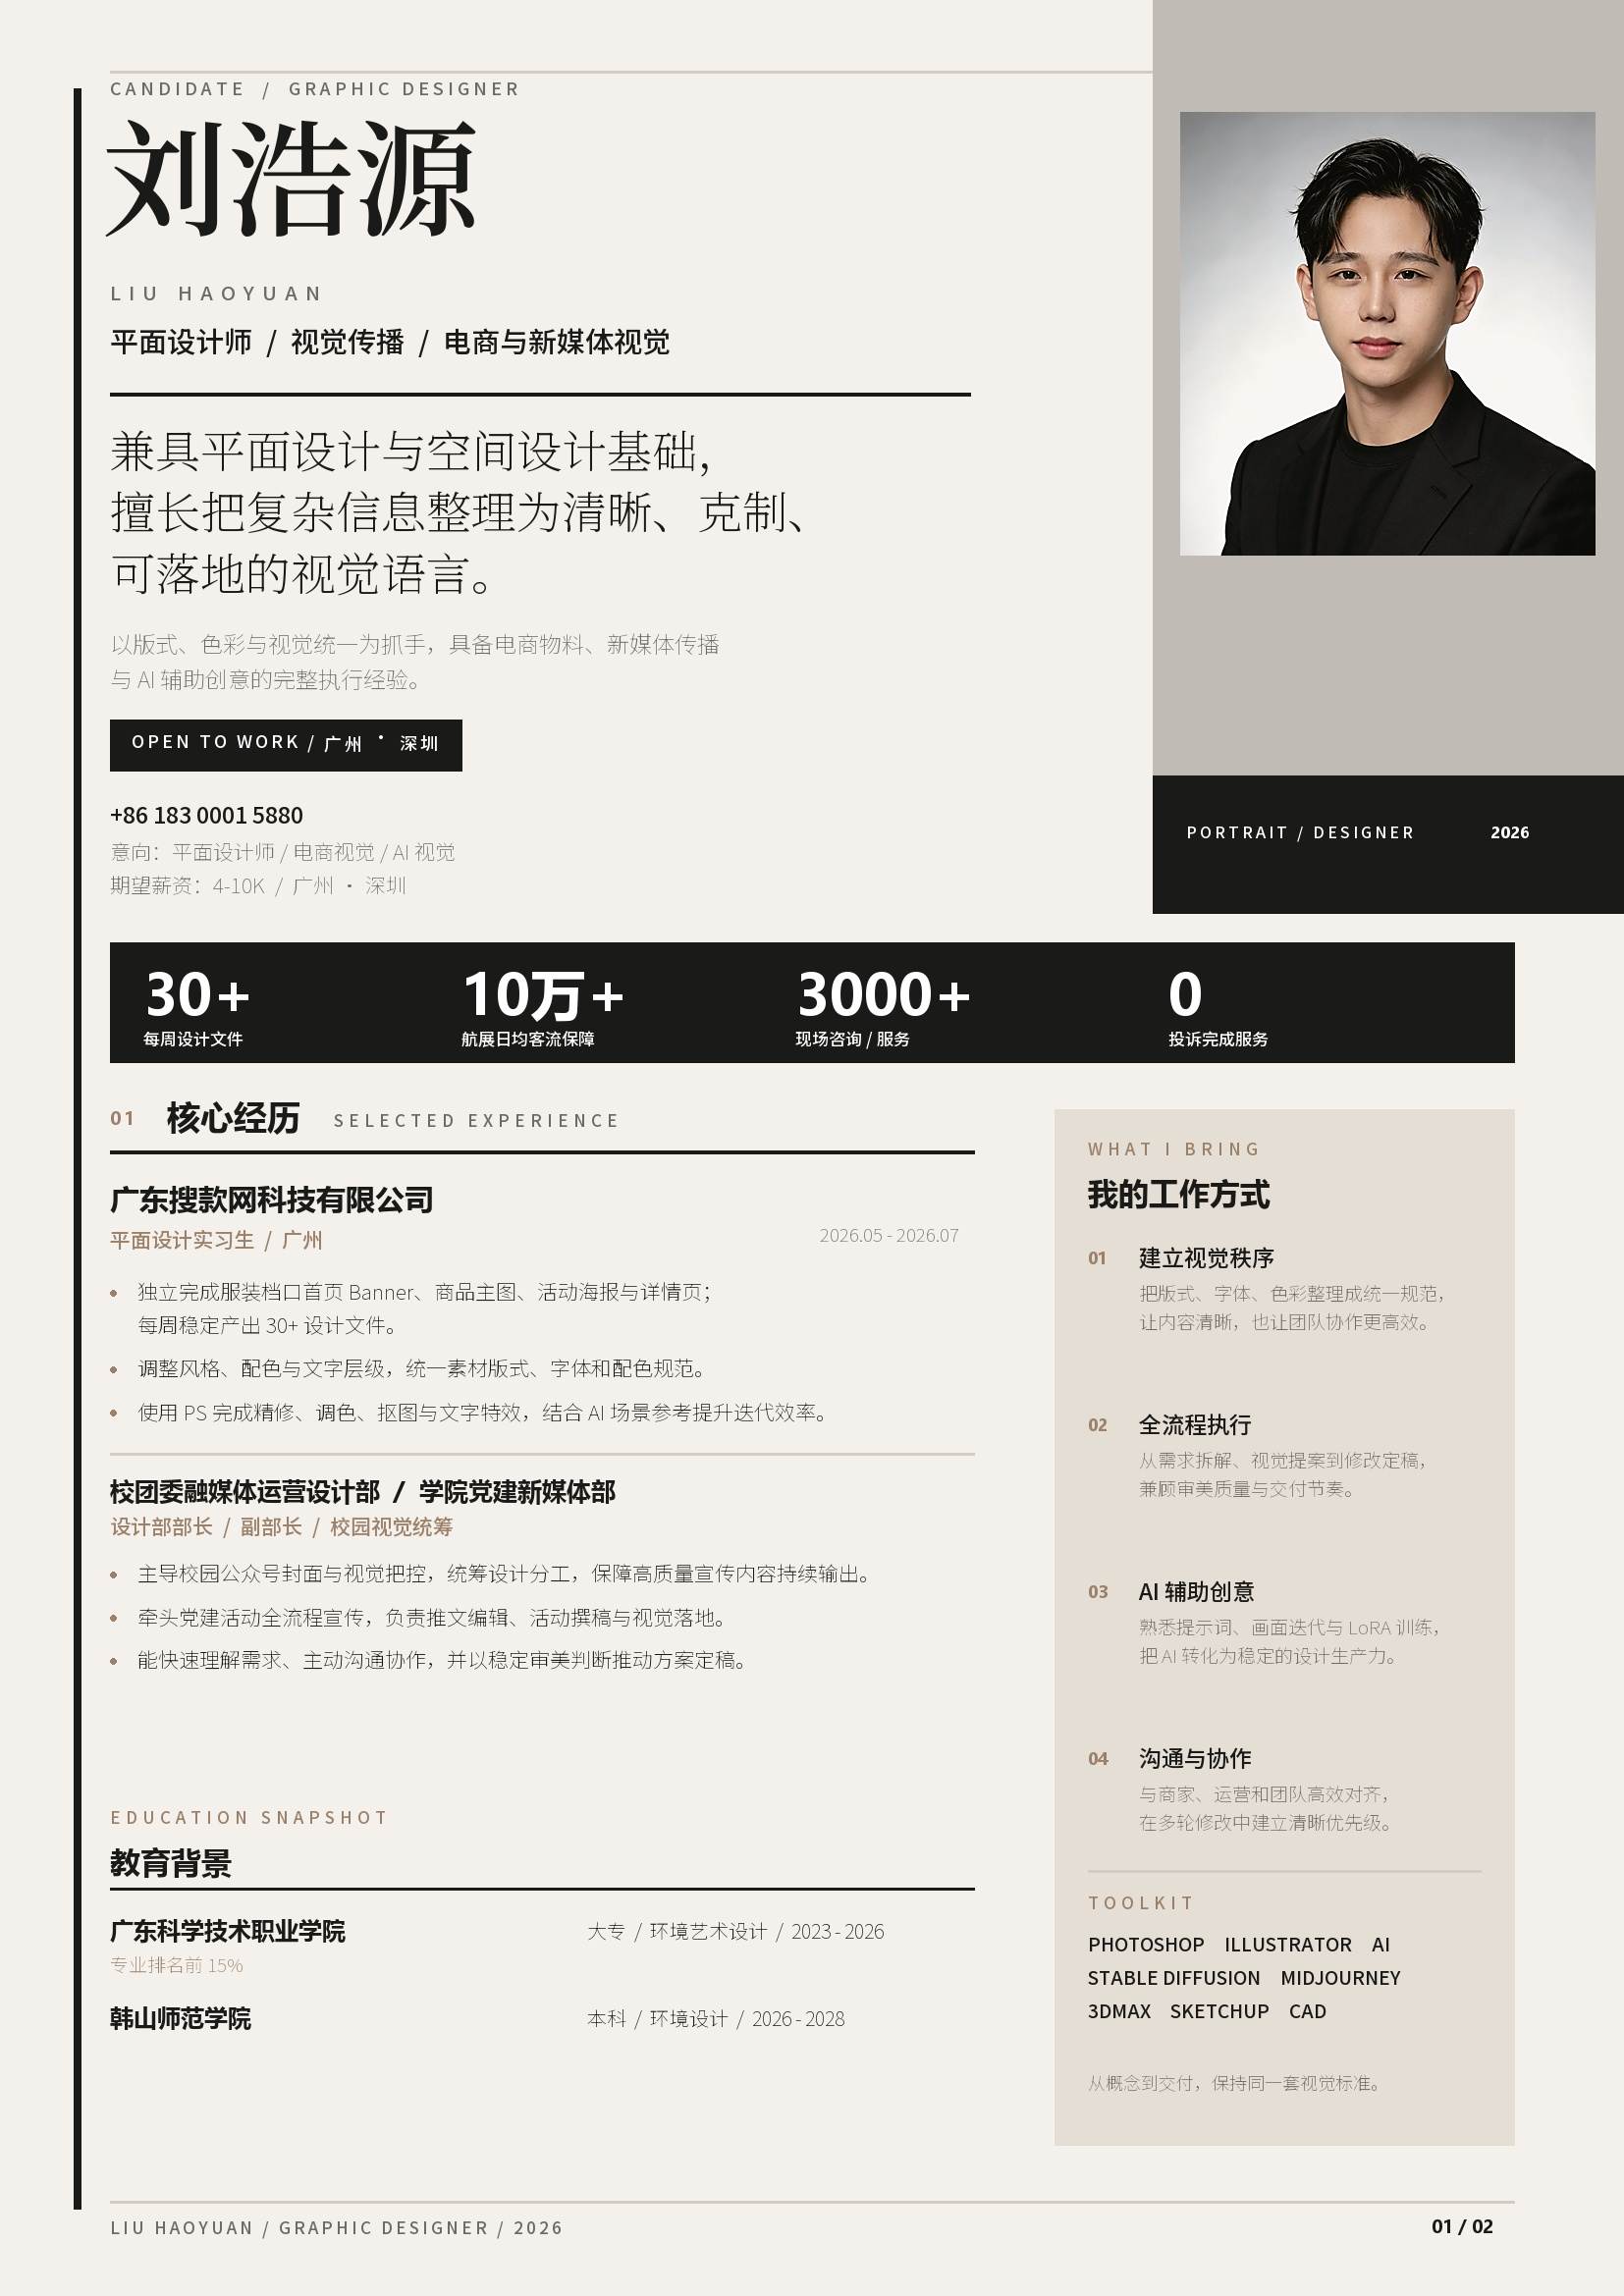 CANDIDATE / GRAPHIC DESIGNER
刘浩源
LIU HAOYUAN
平面设计师 / 视觉传播 / 电商与新媒体视觉
兼具平面设计与空间设计基础，
擅长把复杂信息整理为清晰、克制、
可落地的视觉语言。
以版式、色彩与视觉统一为抓手，具备电商物料、新媒体传播
与 AI 辅助创意的完整执行经验。
OPEN TO WORK / 广州 · 深圳
+86 183 0001 5880
意向：平面设计师 / 电商视觉 / AI 视觉
期望薪资：4-10K / 广州 · 深圳
PORTRAIT / DESIGNER 2026
30+ 10万+ 3000+ 0
每周设计文件 航展日均客流保障 现场咨询 / 服务 投诉完成服务
01 核心经历 SELECTED EXPERIENCE
广东搜款网科技有限公司
平面设计实习生 / 广州 2026.05 - 2026.07
• 独立完成服装档口首页 Banner、商品主图、活动海报与详情页；
每周稳定产出 30+ 设计文件。
• 调整风格、配色与文字层级，统一素材版式、字体和配色规范。
• 使用 PS 完成精修、调色、抠图与文字特效，结合 AI 场景参考提升迭代效率。
校团委融媒体运营设计部 / 学院党建新媒体部
设计部部长 / 副部长 / 校园视觉统筹
• 主导校园公众号封面与视觉把控，统筹设计分工，保障高质量宣传内容持续输出。
• 牵头党建活动全流程宣传，负责推文编辑、活动撰稿与视觉落地。
• 能快速理解需求、主动沟通协作，并以稳定审美判断推动方案定稿。
EDUCATION SNAPSHOT
教育背景
广东科学技术职业学院 大专 / 环境艺术设计 / 2023 - 2026
专业排名前 15%
韩山师范学院 本科 / 环境设计 / 2026 - 2028
WHAT I BRING
我的工作方式
01 建立视觉秩序
把版式、字体、色彩整理成统一规范，
让内容清晰，也让团队协作更高效。
02 全流程执行
从需求拆解、视觉提案到修改定稿，
兼顾审美质量与交付节奏。
03 AI 辅助创意
熟悉提示词、画面迭代与 LoRA 训练，
把 AI 转化为稳定的设计生产力。
04 沟通与协作
与商家、运营和团队高效对齐，
在多轮修改中建立清晰优先级。
TOOLKIT
PHOTOSHOP ILLUSTRATOR AI
STABLE DIFFUSION MIDJOURNEY
3DMAX SKETCHUP CAD
从概念到交付，保持同一套视觉标准。
LIU HAOYUAN / GRAPHIC DESIGNER / 2026 01 / 02